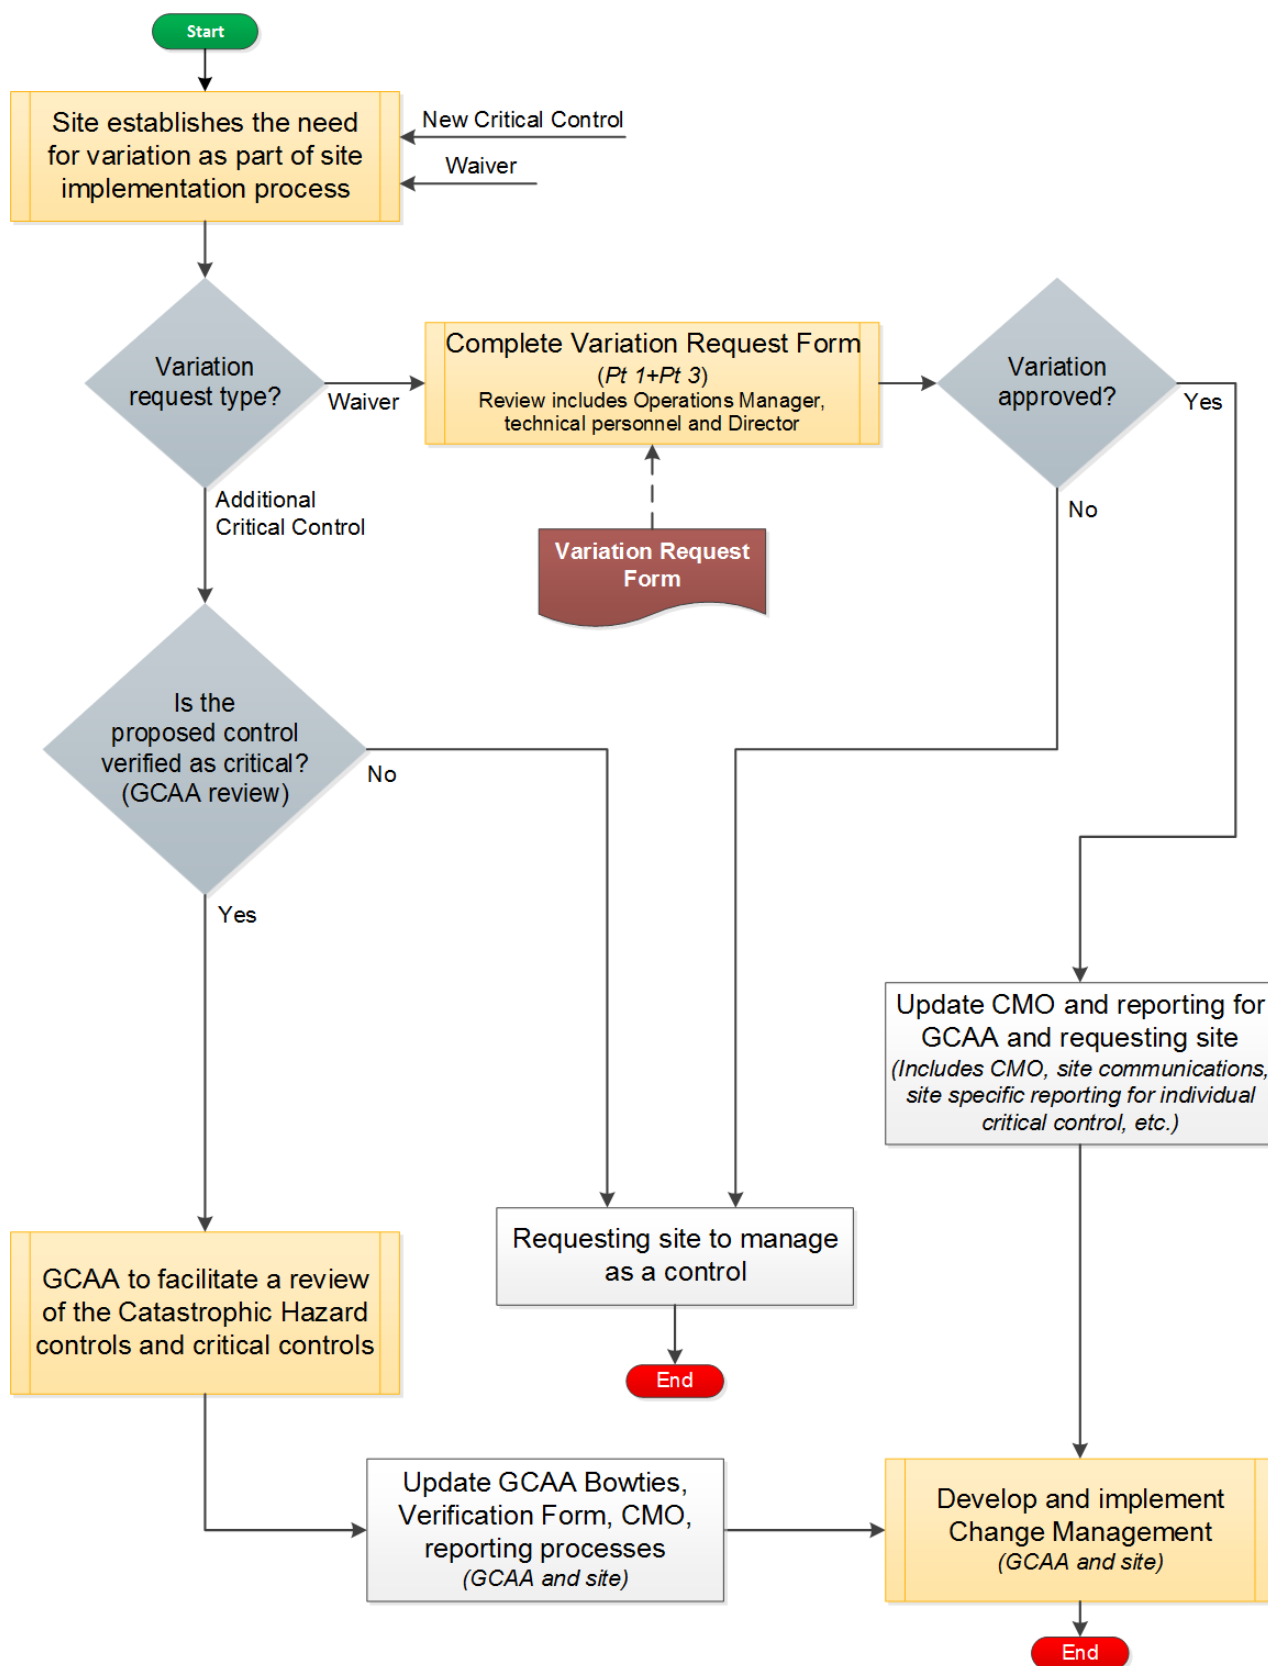 Start
Site establishes the need
for variation as part of site
implementation process
New Critical Control
Waiver
Variation
request type?
Waiver
Complete Variation Request Form
(Pt 1+Pt 3)
Review includes Operations Manager,
technical personnel and Director
Variation
approved?
Yes
No
Additional
Critical Control
Variation Request
Form
Is the
proposed control
verified as critical?
(GCAA review)
No
Yes
Update CMO and reporting for
GCAA and requesting site
(Includes CMO, site communications,
site specific reporting for individual
critical control, etc.)
Requesting site to manage
as a control
End
GCAA to facilitate a review
of the Catastrophic Hazard
controls and critical controls
Update GCAA Bowties,
Verification Form, CMO,
reporting processes
(GCAA and site)
Develop and implement
Change Management
(GCAA and site)
End